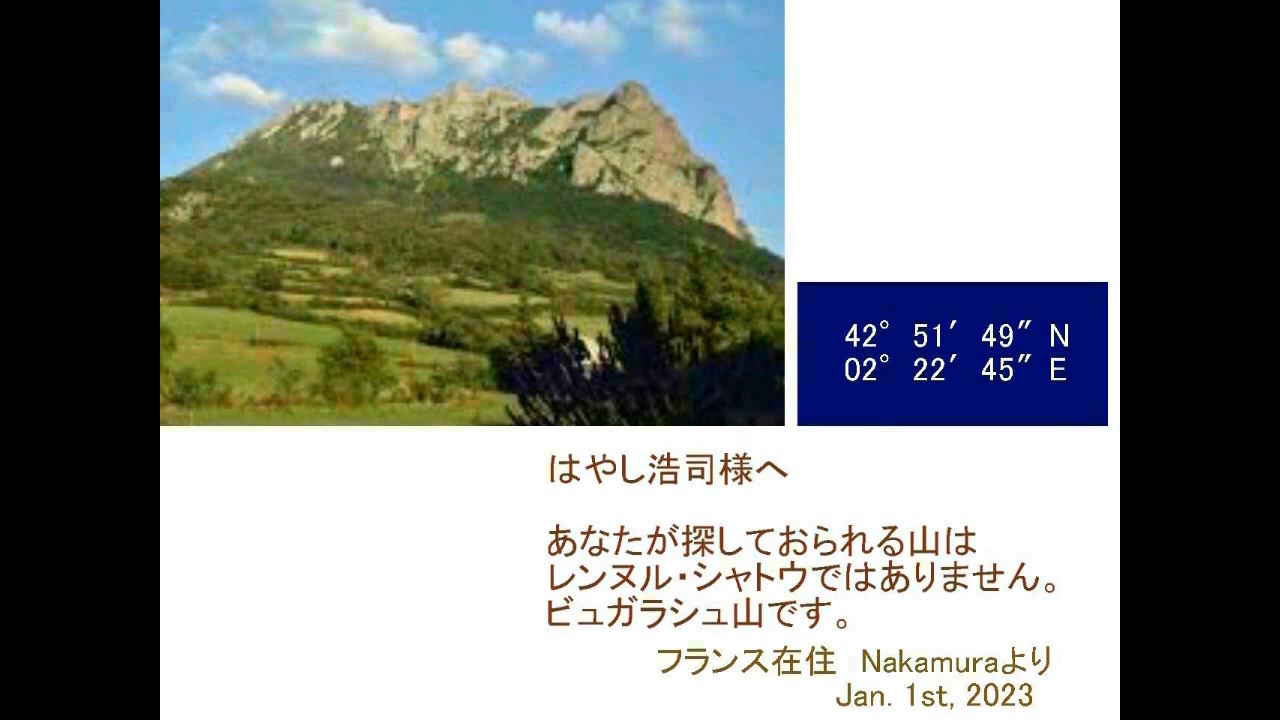 42° 51′ 49″ N
02° 22′ 45″ E
はやし浩司様へ
あなたが探しておられる山は
レンヌル・シャトウではありません。
ビュガラシュ山です。
フランス在住 Nakamuraより
Jan. 1st, 2023